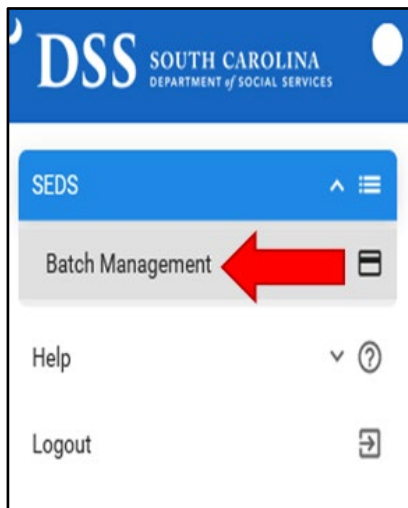 DSS SOUTH CAROLINA
DEPARTMENT of SOCIAL SERVICES
SEDS
Batch Management
Help
Logout